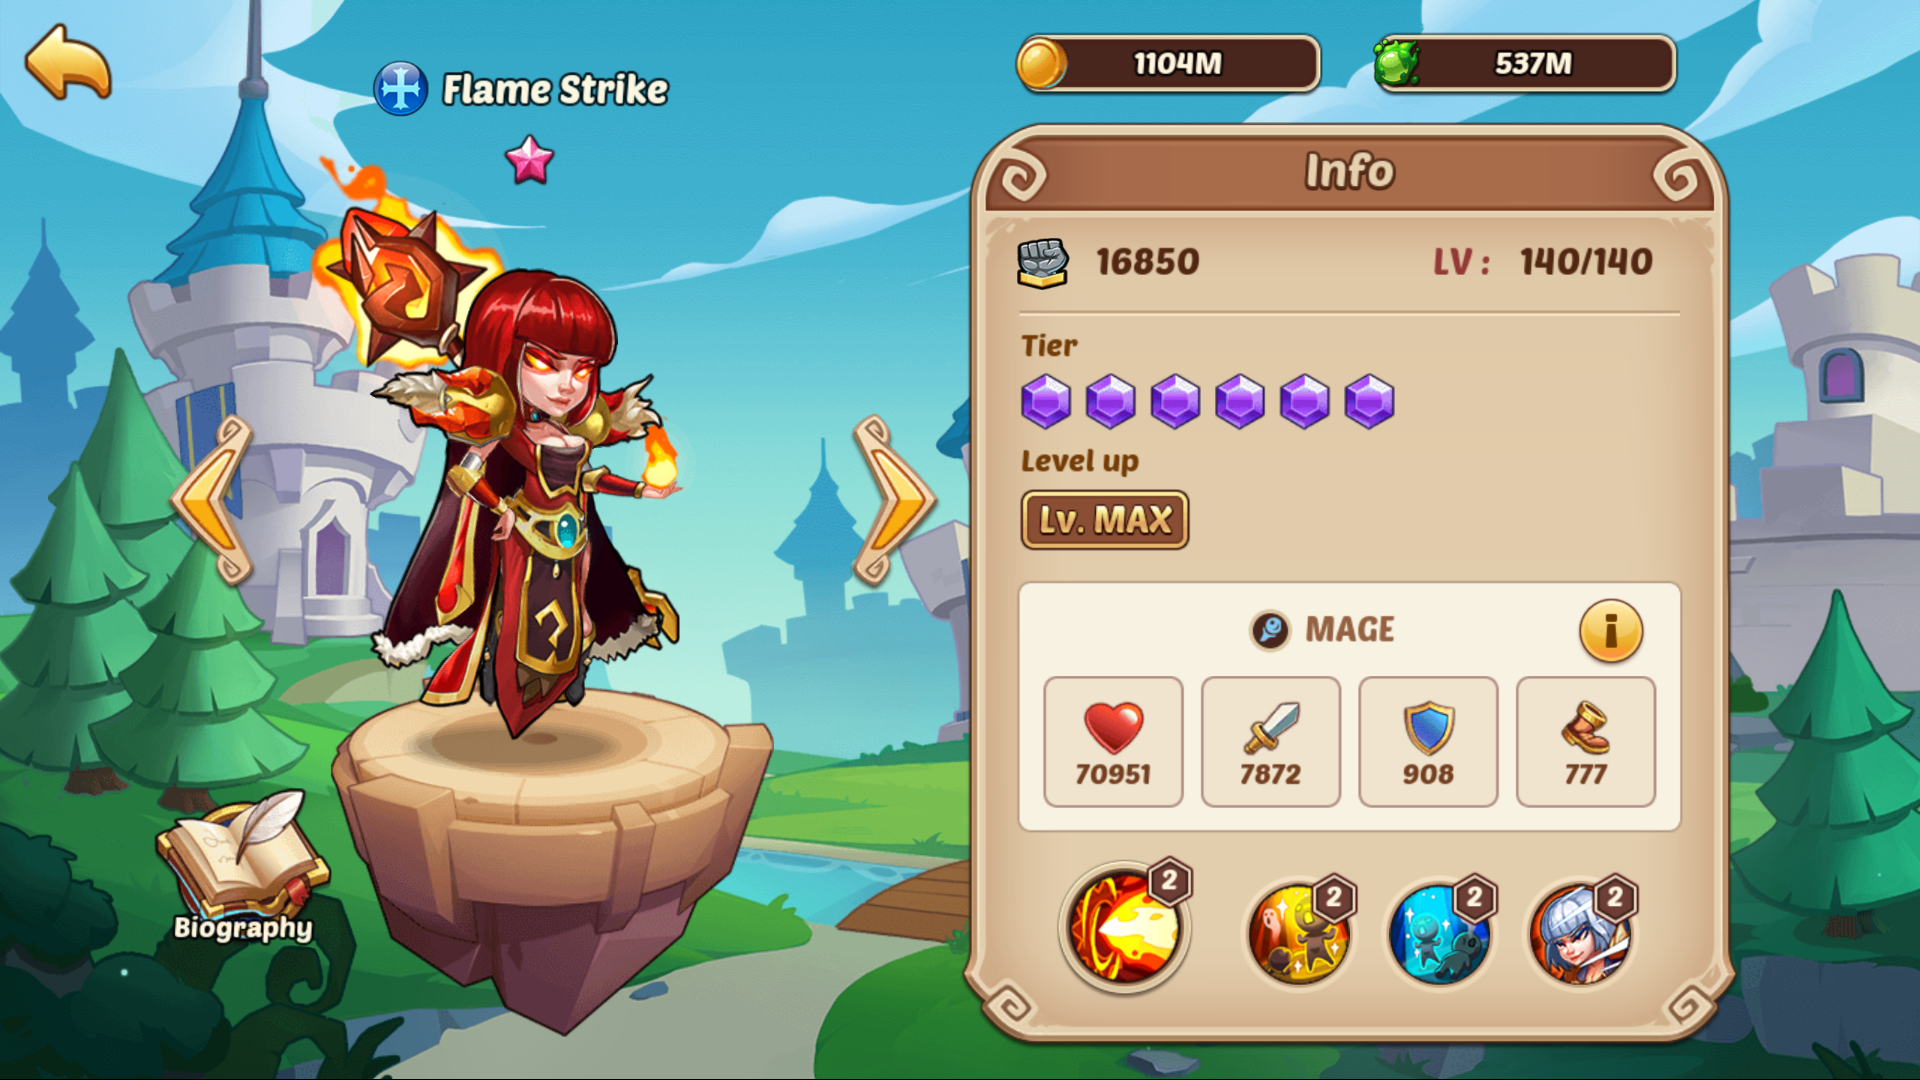 Flame Strike
1104M
537M
Info
16850
LV :
140/140
Tier
Level up
Lv. MAX
MAGE
i
70951
7872
908
777
2
2
2
2
Biography